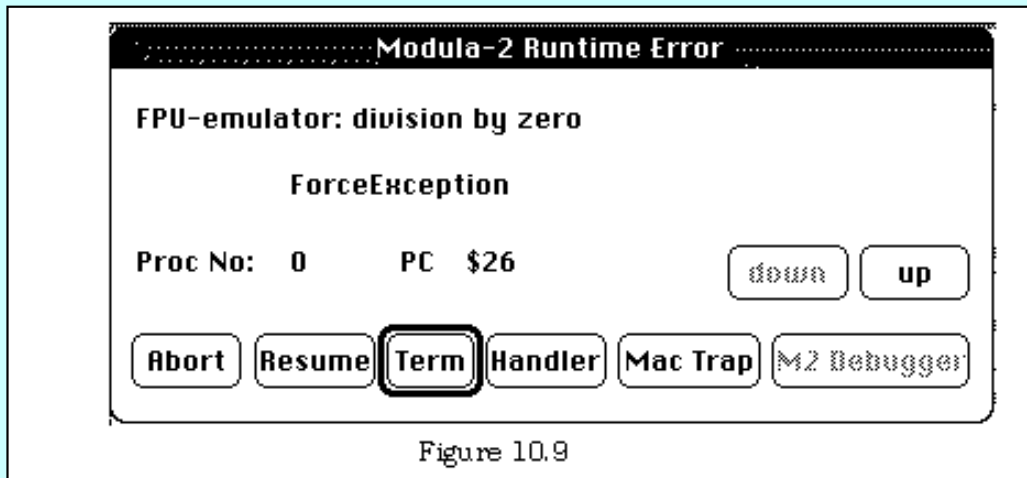 Modula-2 Runtime Error
FPU-emulator: division by zero
ForceException
Proc No: 0 PC $26
down up
Abort Resume Term Handler Mac Trap M2 Debugger
Figure 10.9